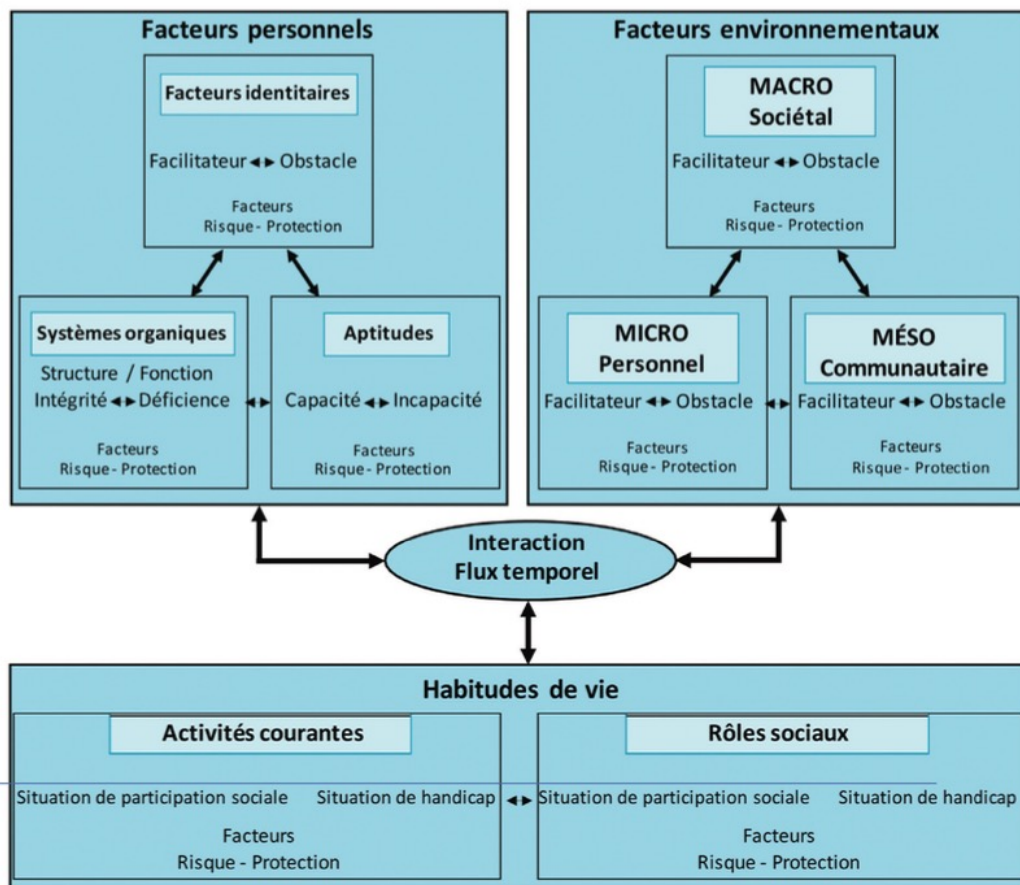 Facteurs personnels
Facteurs identitaires
Facilitateur ◄► Obstacle
Facteurs
Risque - Protection
Systèmes organiques
Structure / Fonction
Intégrité ◄► Déficience
Facteurs
Risque - Protection
Aptitudes
Capacité ◄► Incapacité
Facteurs
Risque - Protection
Facteurs environnementaux
MACRO
Sociétal
Facilitateur ◄► Obstacle
Facteurs
Risque - Protection
MICRO
Personnel
Facilitateur ◄► Obstacle
Facteurs
Risque - Protection
MÉSO
Communautaire
Facilitateur ◄► Obstacle
Facteurs
Risque - Protection
Interaction
Flux temporel
Habitudes de vie
Activités courantes
Situation de participation sociale Situation de handicap
Facteurs
Risque - Protection
Rôles sociaux
Situation de participation sociale Situation de handicap
Facteurs
Risque - Protection